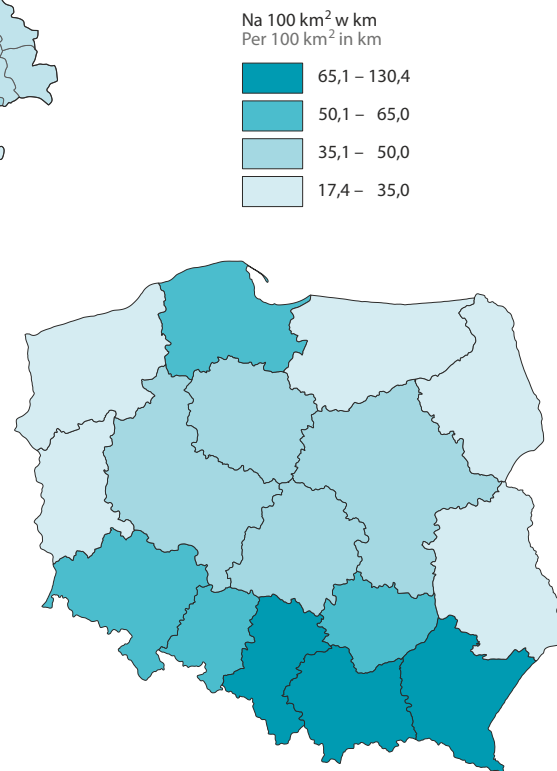 Na 100 km² w km
Per 100 km² in km
65,1 – 130,4
50,1 – 65,0
35,1 – 50,0
17,4 – 35,0